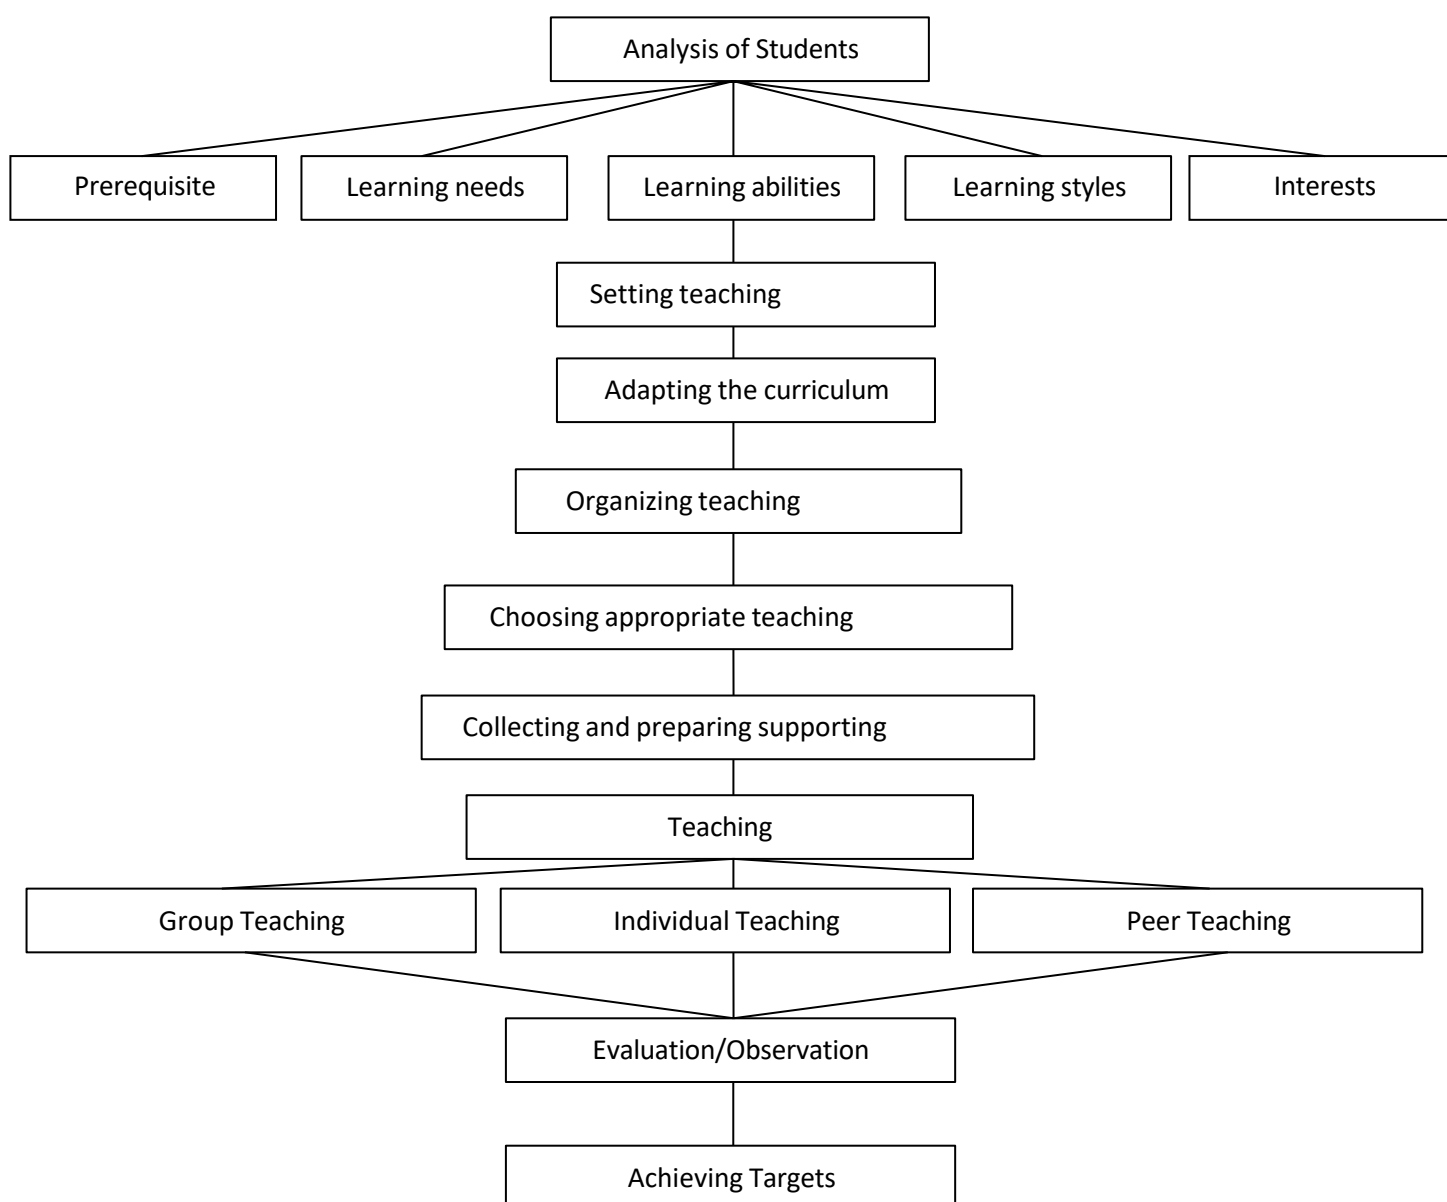 Analysis of Students
Prerequisite
Learning needs
Learning abilities
Learning styles
Interests
Setting teaching
Adapting the curriculum
Organizing teaching
Choosing appropriate teaching
Collecting and preparing supporting
Teaching
Group Teaching
Individual Teaching
Peer Teaching
Evaluation/Observation
Achieving Targets